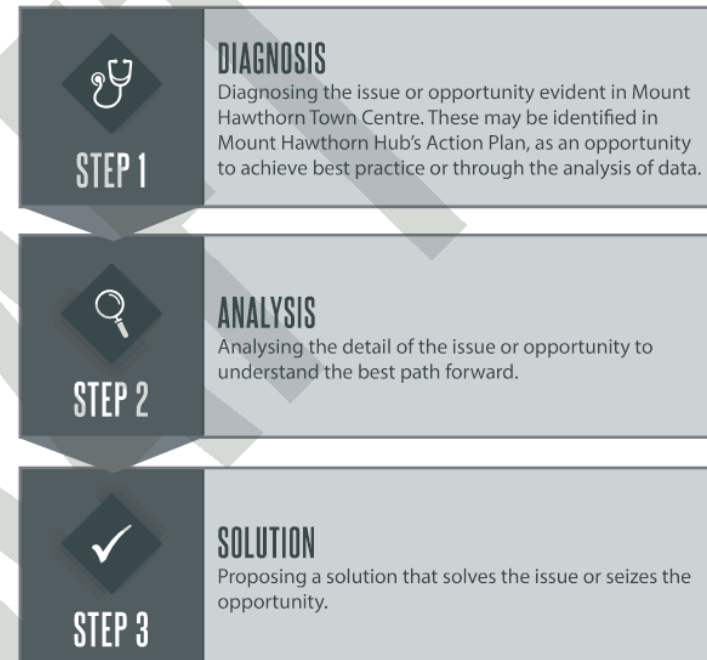 STEP 1
DIAGNOSIS
Diagnosing the issue or opportunity evident in Mount
Hawthorn Town Centre. These may be identified in
Mount Hawthorn Hub's Action Plan, as an opportunity
to achieve best practice or through the analysis of data.
STEP 2
ANALYSIS
Analysing the detail of the issue or opportunity to
understand the best path forward.
STEP 3
SOLUTION
Proposing a solution that solves the issue or seizes the
opportunity.